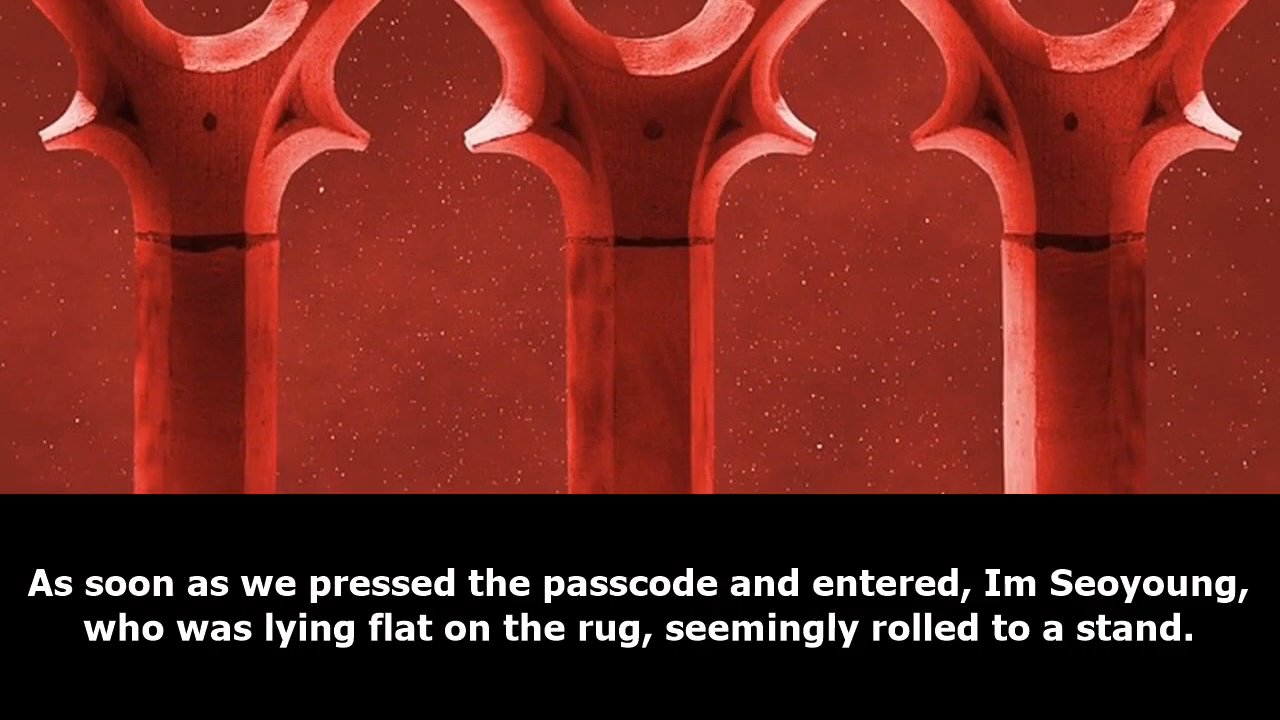 As soon as we pressed the passcode and entered, Im Seoyoung,
who was lying flat on the rug, seemingly rolled to a stand.